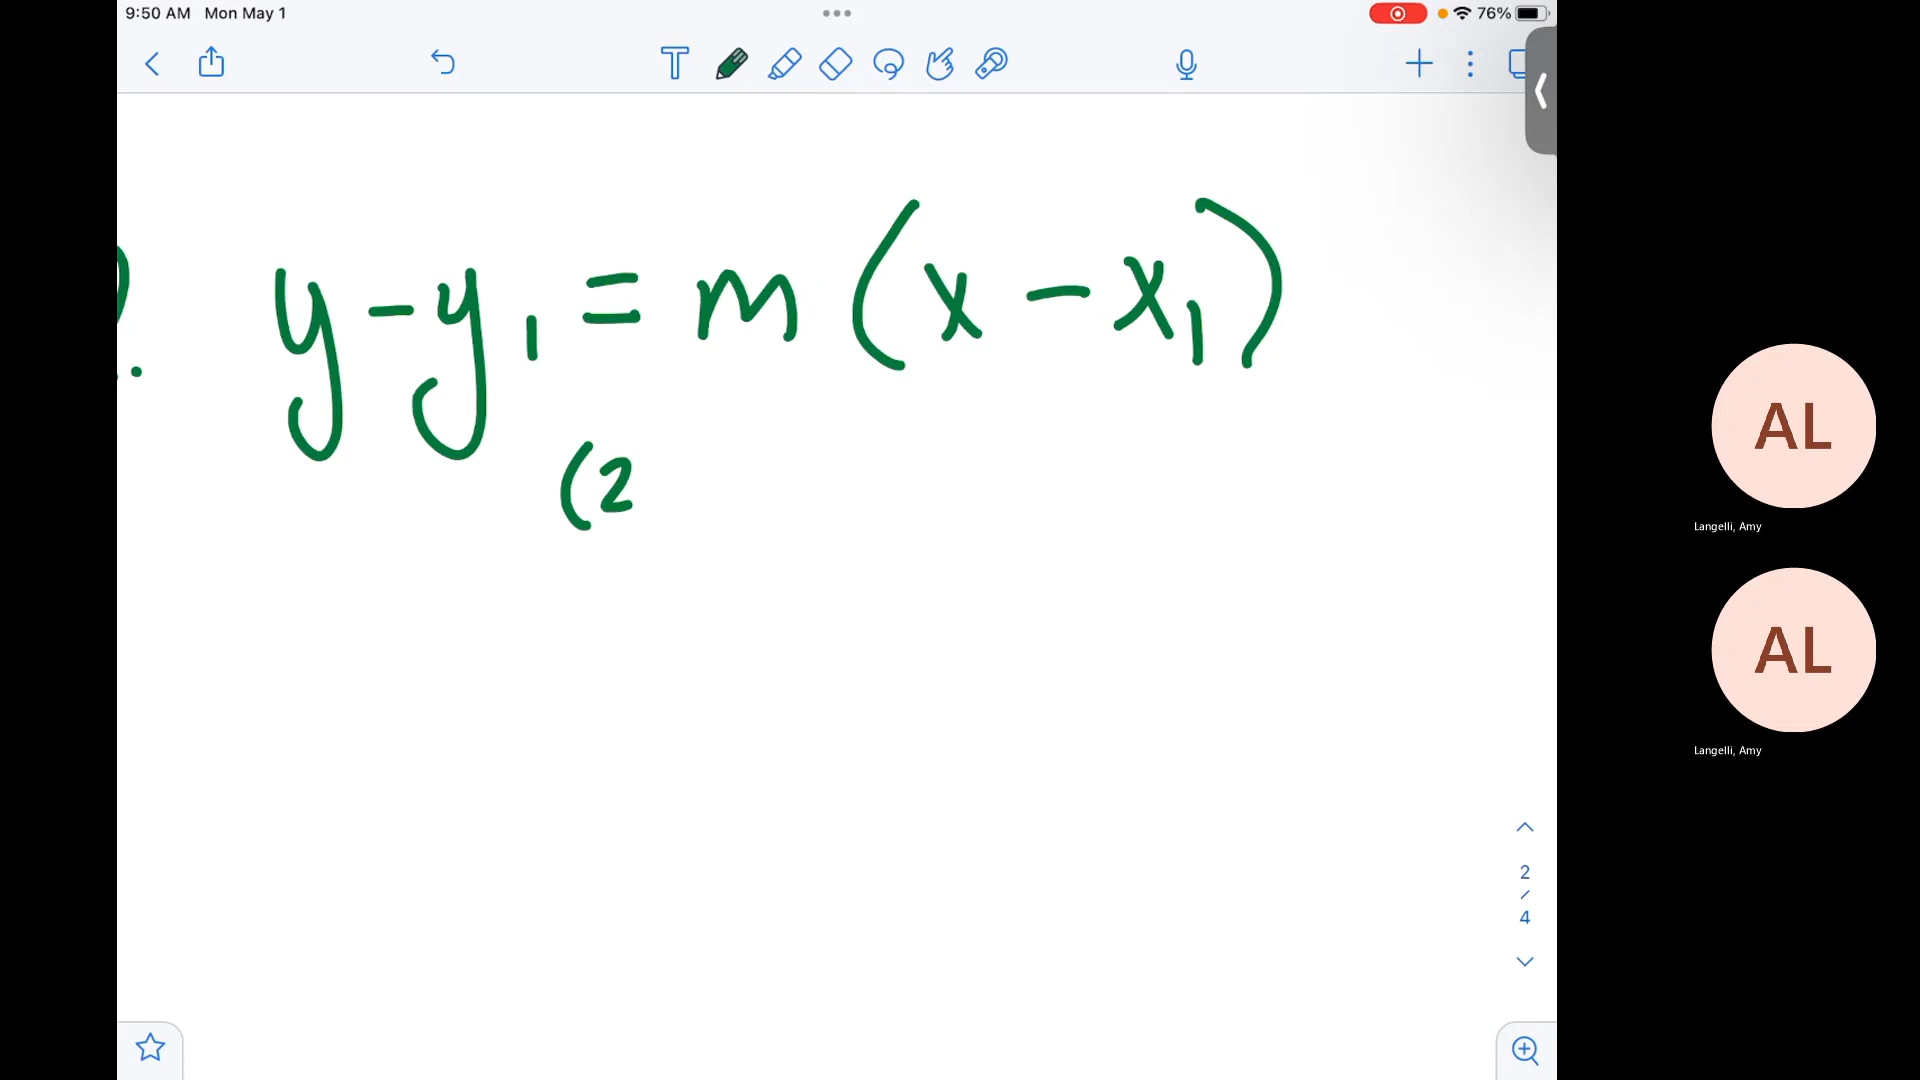 9:50 AM Mon May 1
76%
y - y₁ = m (x - x₁)
(2
AL
Langelli, Amy
AL
Langelli, Amy
2
/
4